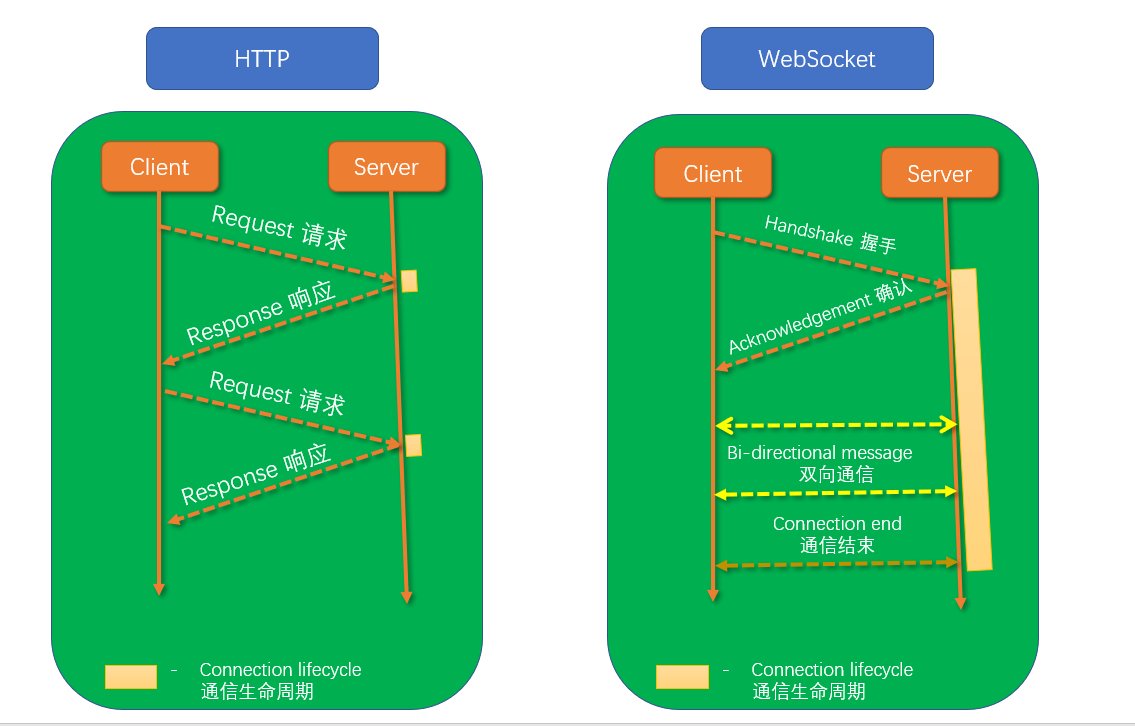 HTTP
Client
Server
Request 请求
Response 响应
Request 请求
Response 响应
- Connection lifecycle
通信生命周期
WebSocket
Client
Server
Handshake 握手
Acknowledgement 确认
Bi-directional message
双向通信
Connection end
通信结束
- Connection lifecycle
通信生命周期